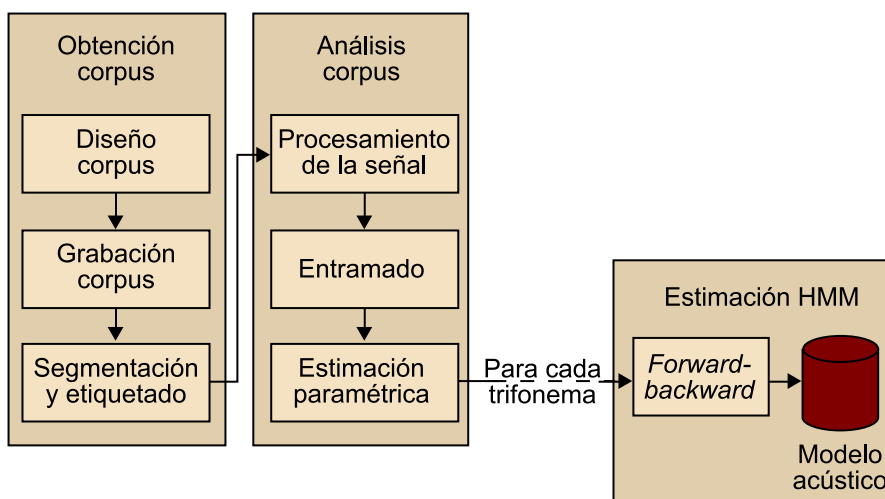 Obtención
corpus
Diseño
corpus
Grabación
corpus
Segmentación
y etiquetado
Análisis
corpus
Procesamiento
de la señal
Entramado
Estimación
paramétrica
Para cada
trifonema
Estimación HMM
Forward-
backward
Modelo
acústico